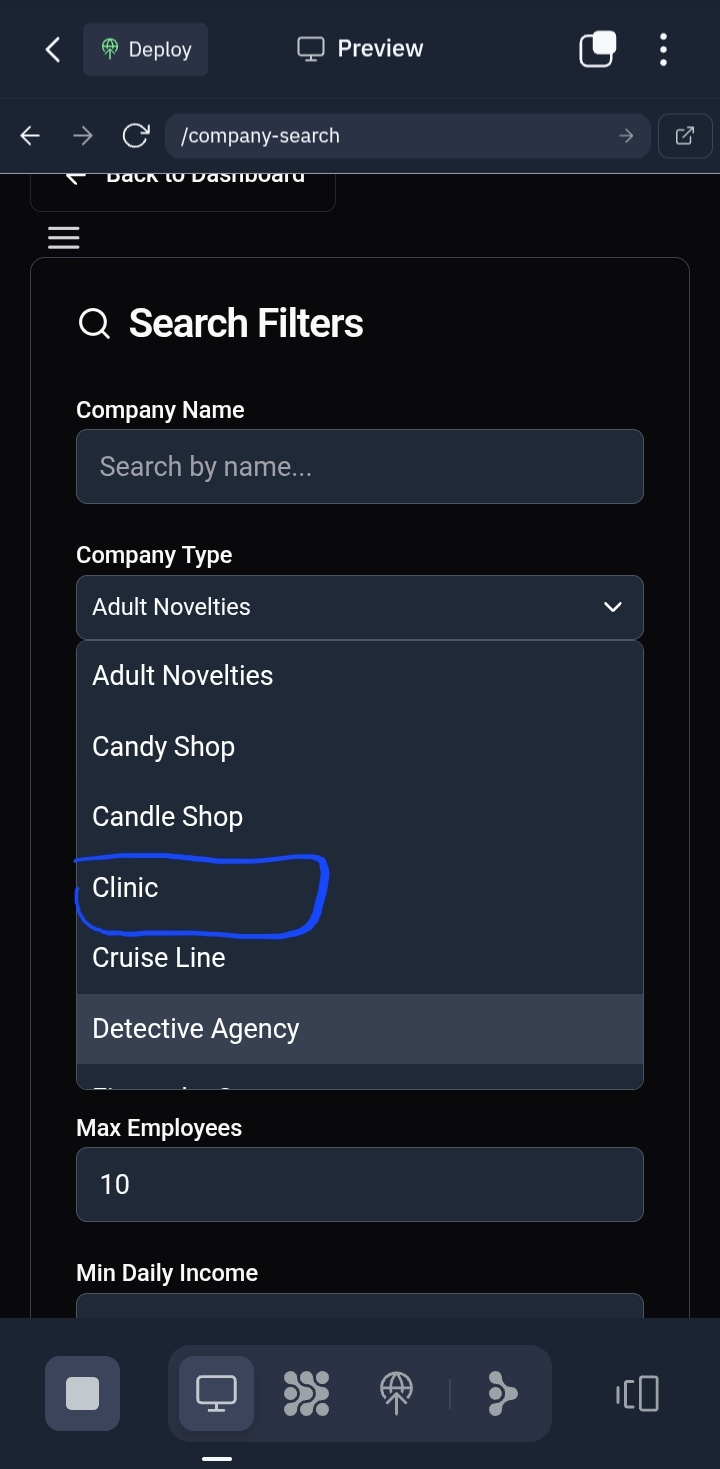 Deploy
Preview
/company-search
Back to Dashboard
Search Filters
Company Name
Search by name...
Company Type
Adult Novelties
Adult Novelties
Candy Shop
Candle Shop
Clinic
Cruise Line
Detective Agency
Max Employees
10
Min Daily Income